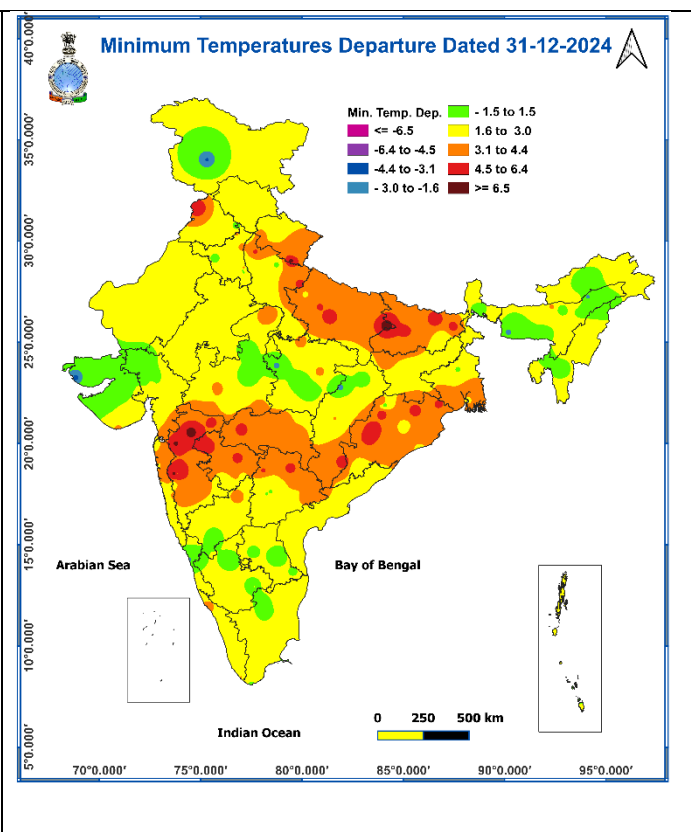 Minimum Temperatures Departure Dated 31-12-2024
Min. Temp. Dep.
<= -6.5
-6.4 to -4.5
-4.4 to -3.1
- 3.0 to -1.6
- 1.5 to 1.5
1.6 to 3.0
3.1 to 4.4
4.5 to 6.4
>= 6.5
40°0.000'
35°0.000'
30°0.000'
25°0.000'
20°0.000'
15°0.000'
10°0.000'
5°0.000'
Arabian Sea
Bay of Bengal
Indian Ocean
0 250 500 km
70°0.000' 75°0.000' 80°0.000' 85°0.000' 90°0.000' 95°0.000'